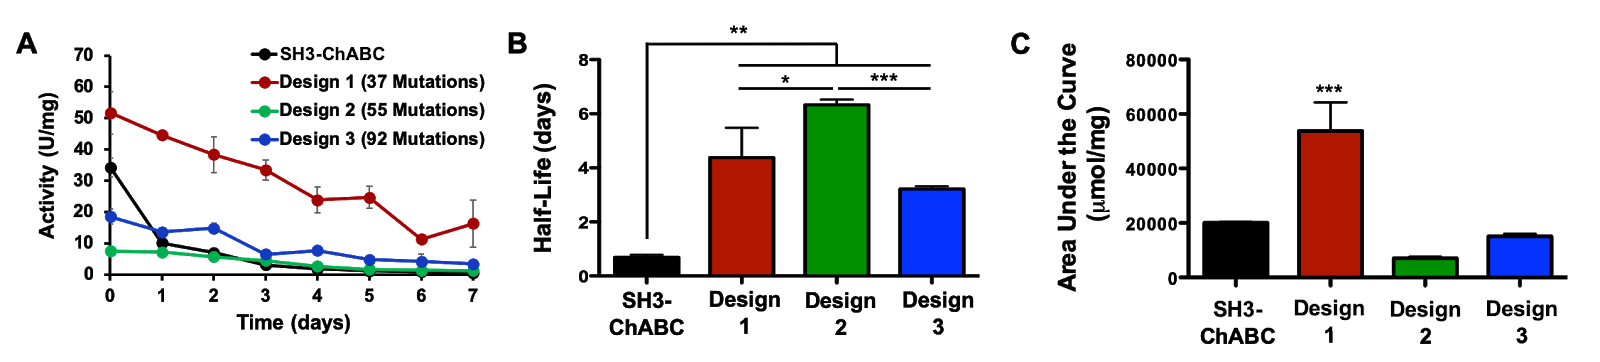 A
Activity (U/mg)
70
60
50
40
30
20
10
0
0 1 2 3 4 5 6 7
Time (days)
SH3-ChABC
Design 1 (37 Mutations)
Design 2 (55 Mutations)
Design 3 (92 Mutations)
B
Half-Life (days)
8
6
4
2
0
**
*
***
SH3-
ChABC
Design
1
Design
2
Design
3
C
Area Under the Curve
(μmol/mg)
80000
60000
40000
20000
0
***
SH3-
ChABC
Design
1
Design
2
Design
3